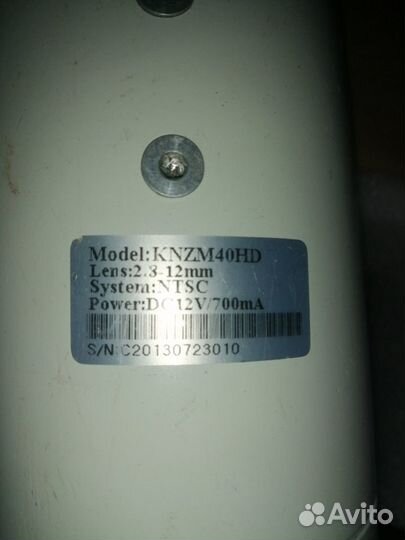 Model:KNZM40HD
Lens:2.8-12mm
System:NTSC
Power:DC12V/700mA
S/N:C20130723010
Avito